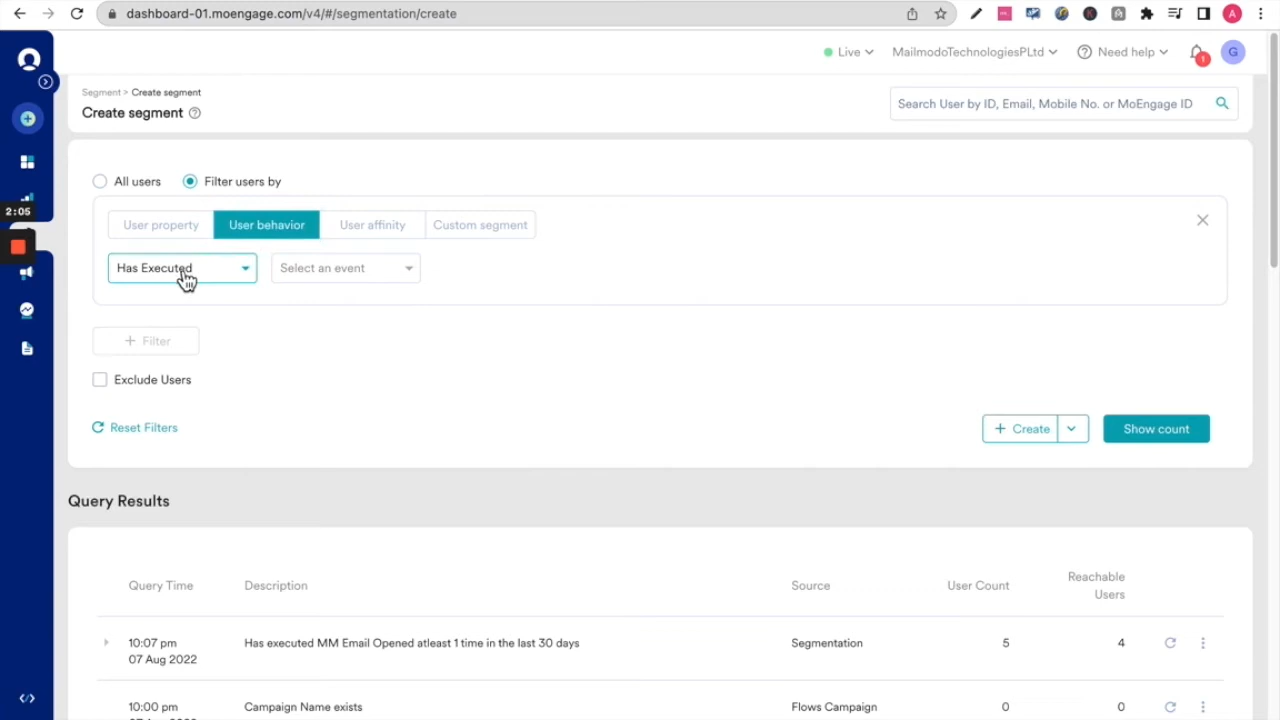 dashboard-01.moengage.com/v4/#/segmentation/create
A
Live
MailmodoTechnologiesPLtd
Need help
1
G
Segment > Create segment
Create segment
Search User by ID, Email, Mobile No. or MoEngage ID
All users
Filter users by
2:05
User property
User behavior
User affinity
Custom segment
Has Executed
Select an event
+ Filter
Exclude Users
Reset Filters
+ Create
Show count
Query Results
Query Time
Description
Source
User Count
Reachable
Users
10:07 pm
07 Aug 2022
Has executed MM Email Opened atleast 1 time in the last 30 days
Segmentation
5
4
10:00 pm
Campaign Name exists
Flows Campaign
0
0